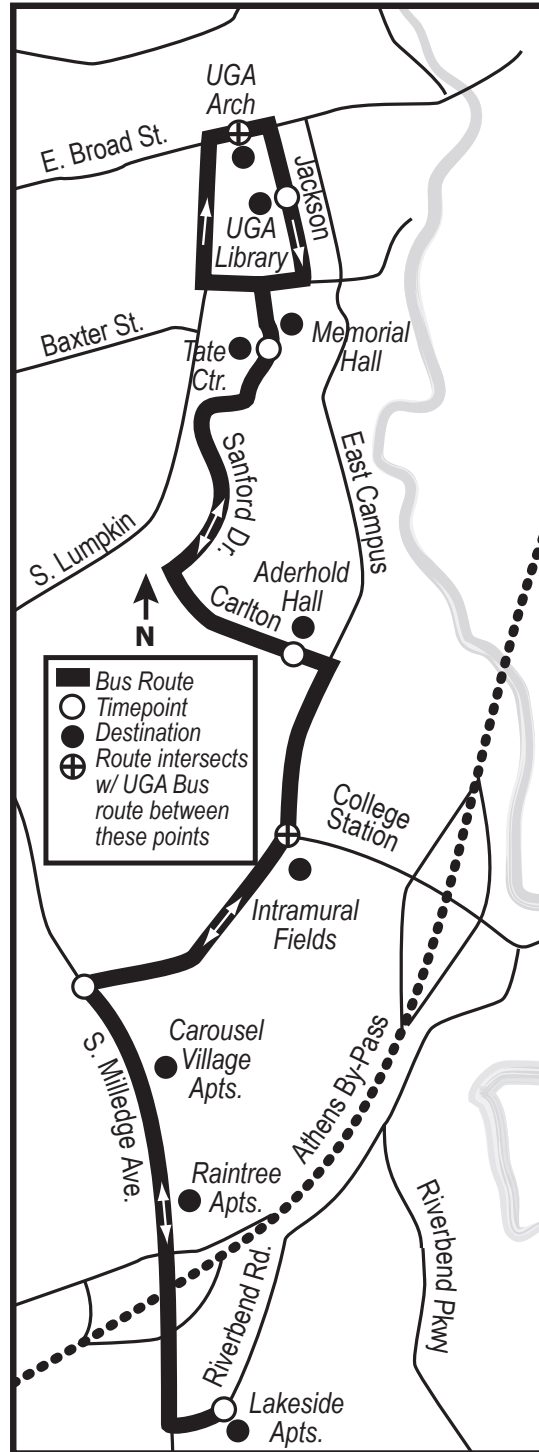 UGA
Arch
E. Broad St.
Jackson
UGA
Library
Baxter St.
Tate
Ctr.
Memorial
Hall
Sanford Dr.
East Campus
S. Lumpkin
Aderhold
Hall
Carlton
N
Bus Route
Timepoint
Destination
Route intersects
w/ UGA Bus
route between
these points
College
Station
Intramural
Fields
S. Milledge Ave.
Carousel
Village
Apts.
Athens By-Pass
Raintree
Apts.
Riverbend Rd.
Riverbend Pkwy
Lakeside
Apts.